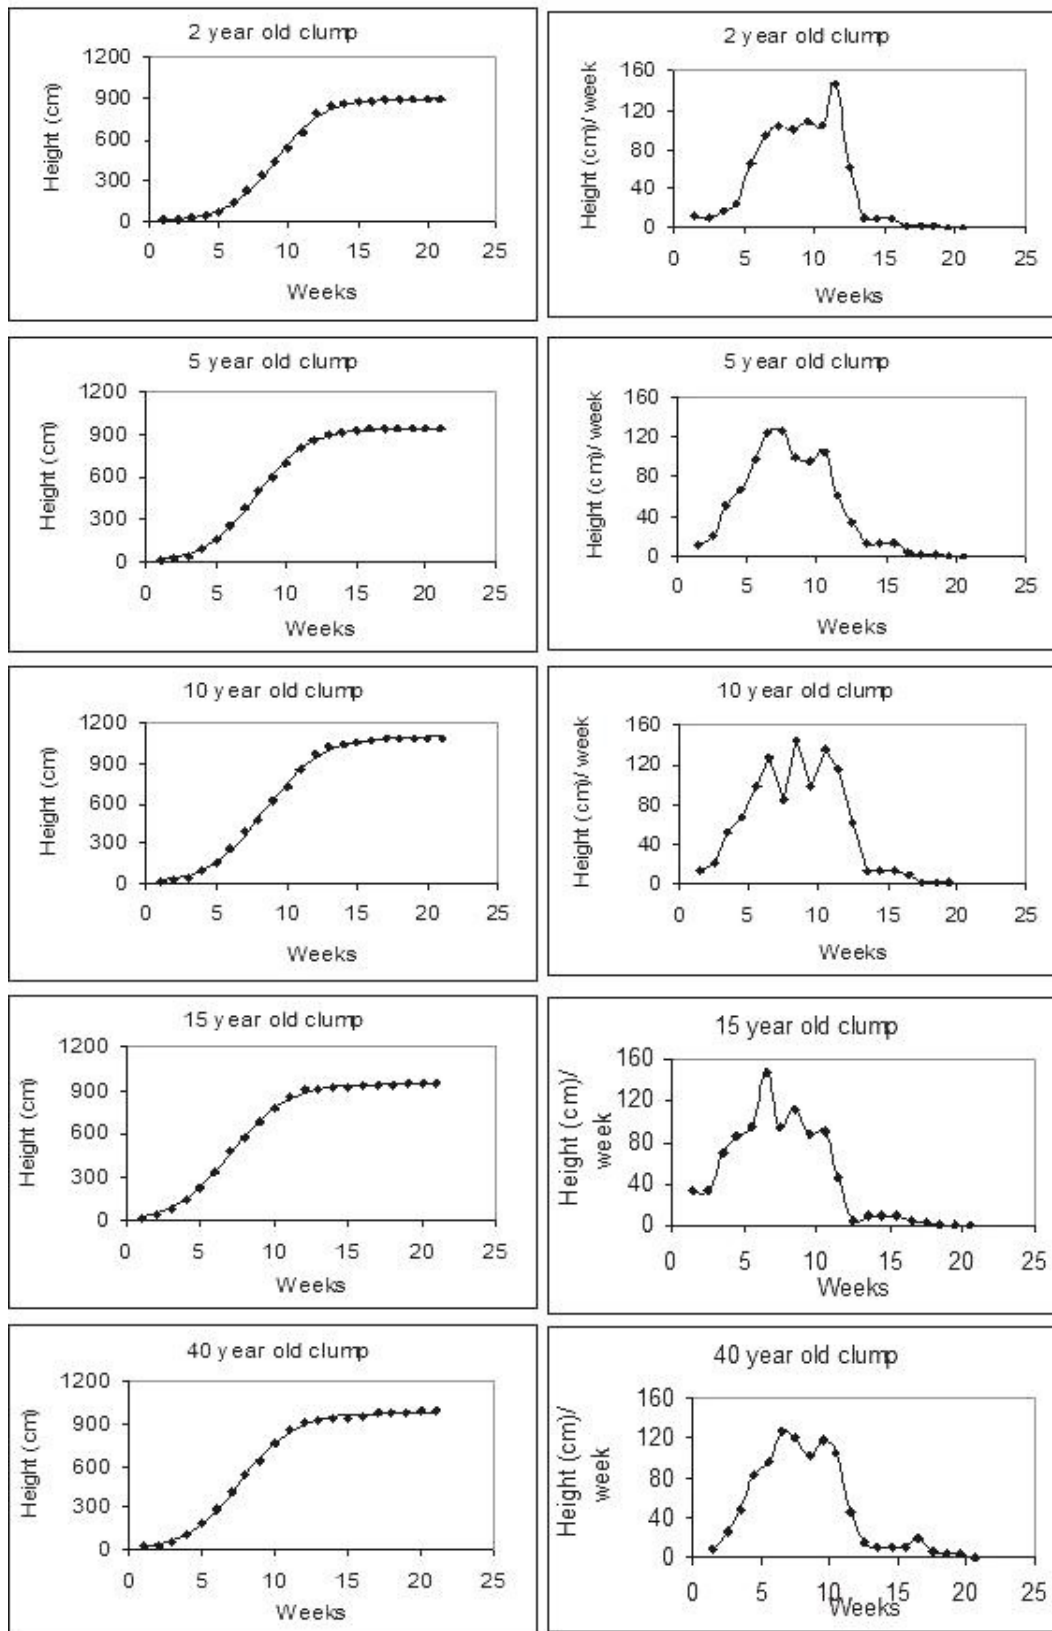 2 year old clump
Height (cm)
1200
900
600
300
0
0 5 10 15 20 25
Weeks
2 year old clump
Height (cm)/ week
160
120
80
40
0
0 5 10 15 20 25
Weeks
5 year old clump
Height (cm)
1200
900
600
300
0
0 5 10 15 20 25
Weeks
5 year old clump
Height (cm)/ week
160
120
80
40
0
0 5 10 15 20 25
Weeks
10 year old clump
Height (cm)
1200
900
600
300
0
0 5 10 15 20 25
Weeks
10 year old clump
Height (cm)/ week
160
120
80
40
0
0 5 10 15 20 25
Weeks
15 year old clump
Height (cm)
1200
900
600
300
0
0 5 10 15 20 25
Weeks
15 year old clump
Height (cm)/
week
160
120
80
40
0
0 5 10 15 20 25
Weeks
40 year old clump
Height (cm)
1200
900
600
300
0
0 5 10 15 20 25
Weeks
40 year old clump
Height (cm)/
week
160
120
80
40
0
0 5 10 15 20 25
Weeks